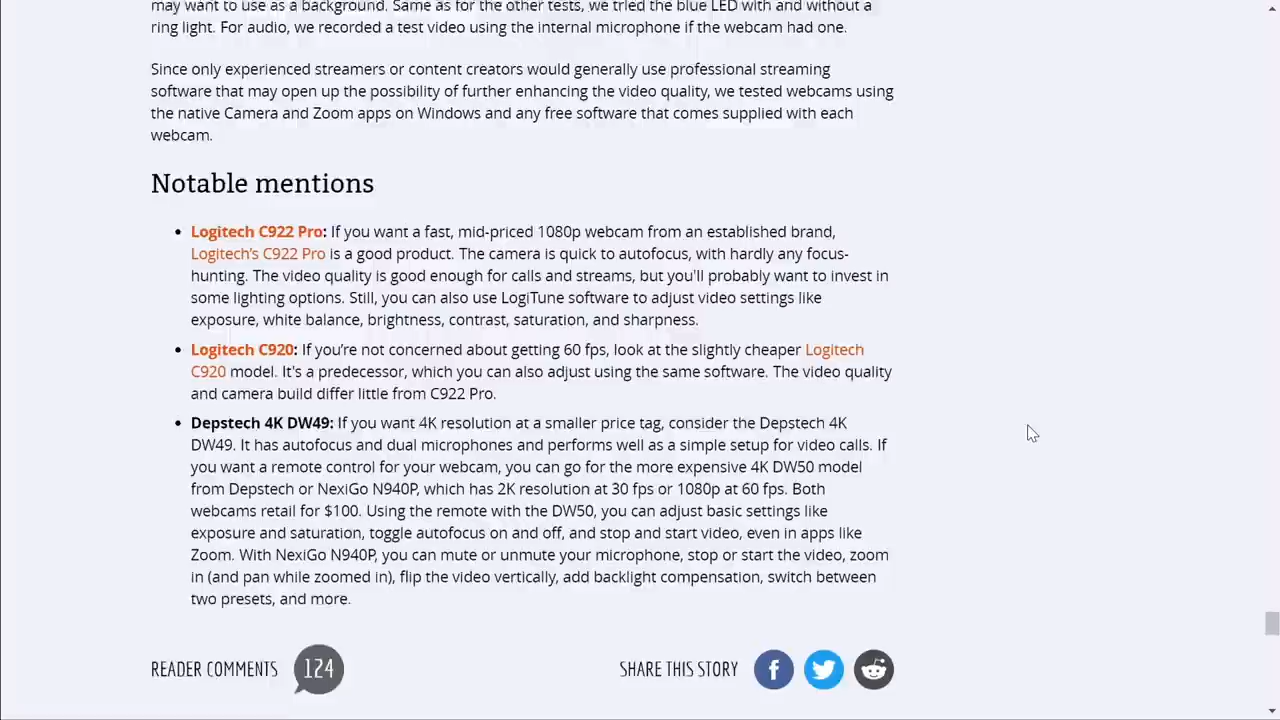 may want to use as a background. Same as for the other tests, we tried the blue LED with and without a
ring light. For audio, we recorded a test video using the internal microphone if the webcam had one.
Since only experienced streamers or content creators would generally use professional streaming
software that may open up the possibility of further enhancing the video quality, we tested webcams using
the native Camera and Zoom apps on Windows and any free software that comes supplied with each
webcam.
Notable mentions
• Logitech C922 Pro: If you want a fast, mid-priced 1080p webcam from an established brand,
Logitech's C922 Pro is a good product. The camera is quick to autofocus, with hardly any focus-
hunting. The video quality is good enough for calls and streams, but you'll probably want to invest in
some lighting options. Still, you can also use LogiTune software to adjust video settings like
exposure, white balance, brightness, contrast, saturation, and sharpness.
• Logitech C920: If you're not concerned about getting 60 fps, look at the slightly cheaper Logitech
C920 model. It's a predecessor, which you can also adjust using the same software. The video quality
and camera build differ little from C922 Pro.
• Depstech 4K DW49: If you want 4K resolution at a smaller price tag, consider the Depstech 4K
DW49. It has autofocus and dual microphones and performs well as a simple setup for video calls. If
you want a remote control for your webcam, you can go for the more expensive 4K DW50 model
from Depstech or NexiGo N940P, which has 2K resolution at 30 fps or 1080p at 60 fps. Both
webcams retail for $100. Using the remote with the DW50, you can adjust basic settings like
exposure and saturation, toggle autofocus on and off, and stop and start video, even in apps like
Zoom. With NexiGo N940P, you can mute or unmute your microphone, stop or start the video, zoom
in (and pan while zoomed in), flip the video vertically, add backlight compensation, switch between
two presets, and more.
READER COMMENTS 124 SHARE THIS STORY